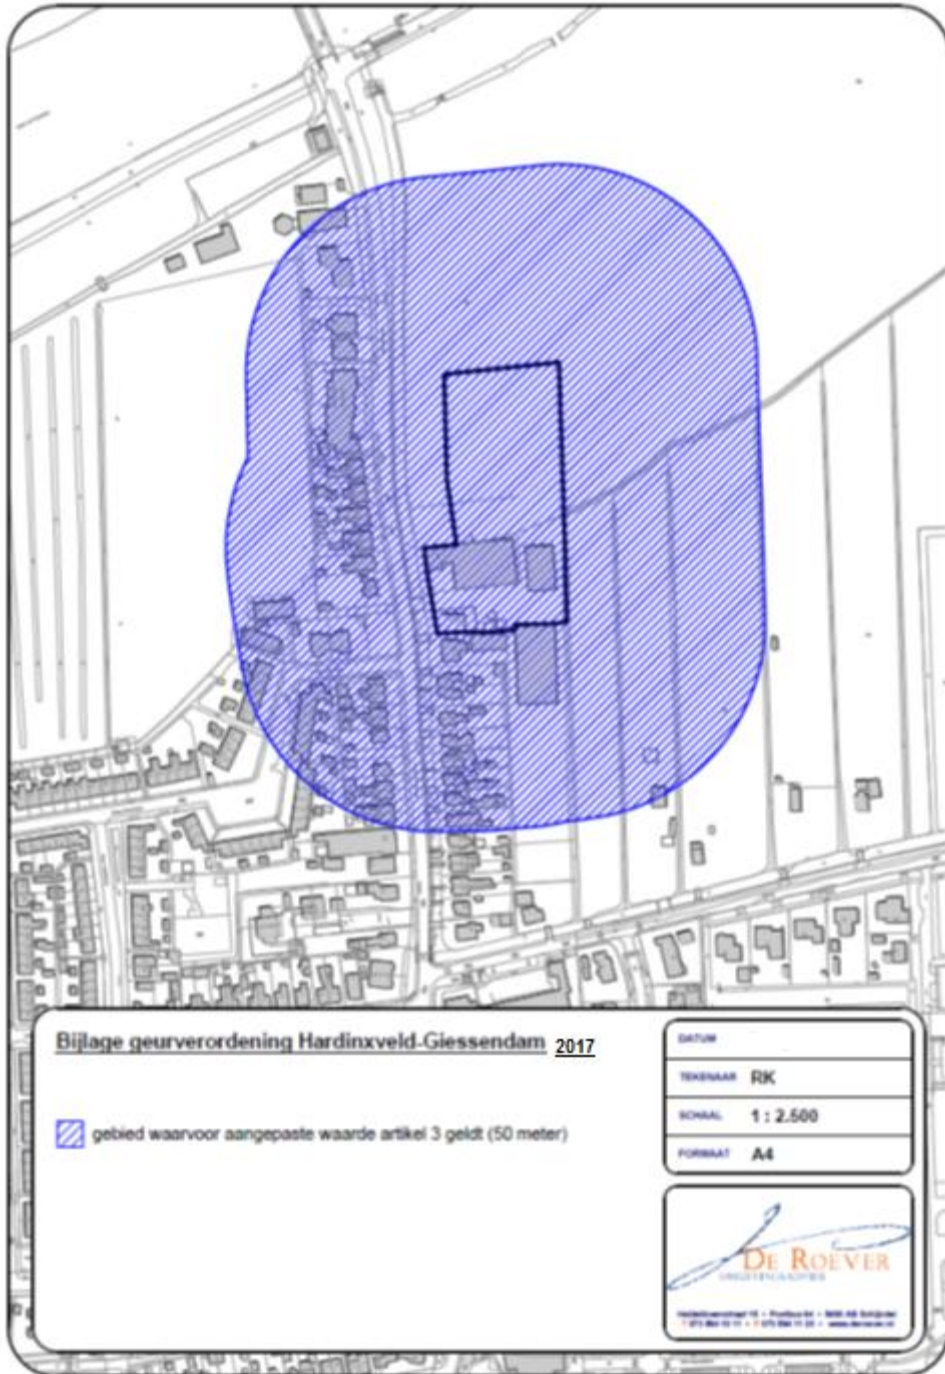 Bijlage geurverordening Hardinxveld-Giessendam 2017
gebied waarvoor aangepaste waarde artikel 3 geldt (50 meter)
DATUM
TEKENAAR RK
SCHAAL 1 : 2.500
FORMAAT A4
DE ROEVER
OMGEVINGSADVIES